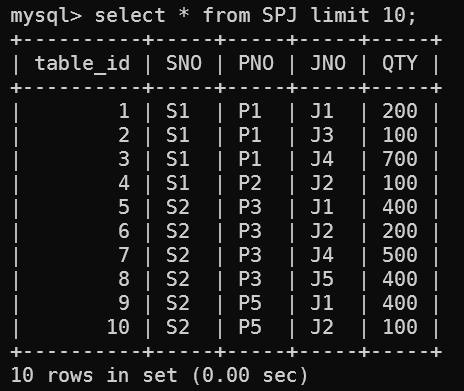 mysql> select * from SPJ limit 10;
+----------+-----+-----+-----+-----+
| table_id | SNO | PNO | JNO | QTY |
+----------+-----+-----+-----+-----+
|        1 | S1  | P1  | J1  | 200 |
|        2 | S1  | P1  | J3  | 100 |
|        3 | S1  | P1  | J4  | 700 |
|        4 | S1  | P2  | J2  | 100 |
|        5 | S2  | P3  | J1  | 400 |
|        6 | S2  | P3  | J2  | 200 |
|        7 | S2  | P3  | J4  | 500 |
|        8 | S2  | P3  | J5  | 400 |
|        9 | S2  | P5  | J1  | 400 |
|       10 | S2  | P5  | J2  | 100 |
+----------+-----+-----+-----+-----+
10 rows in set (0.00 sec)